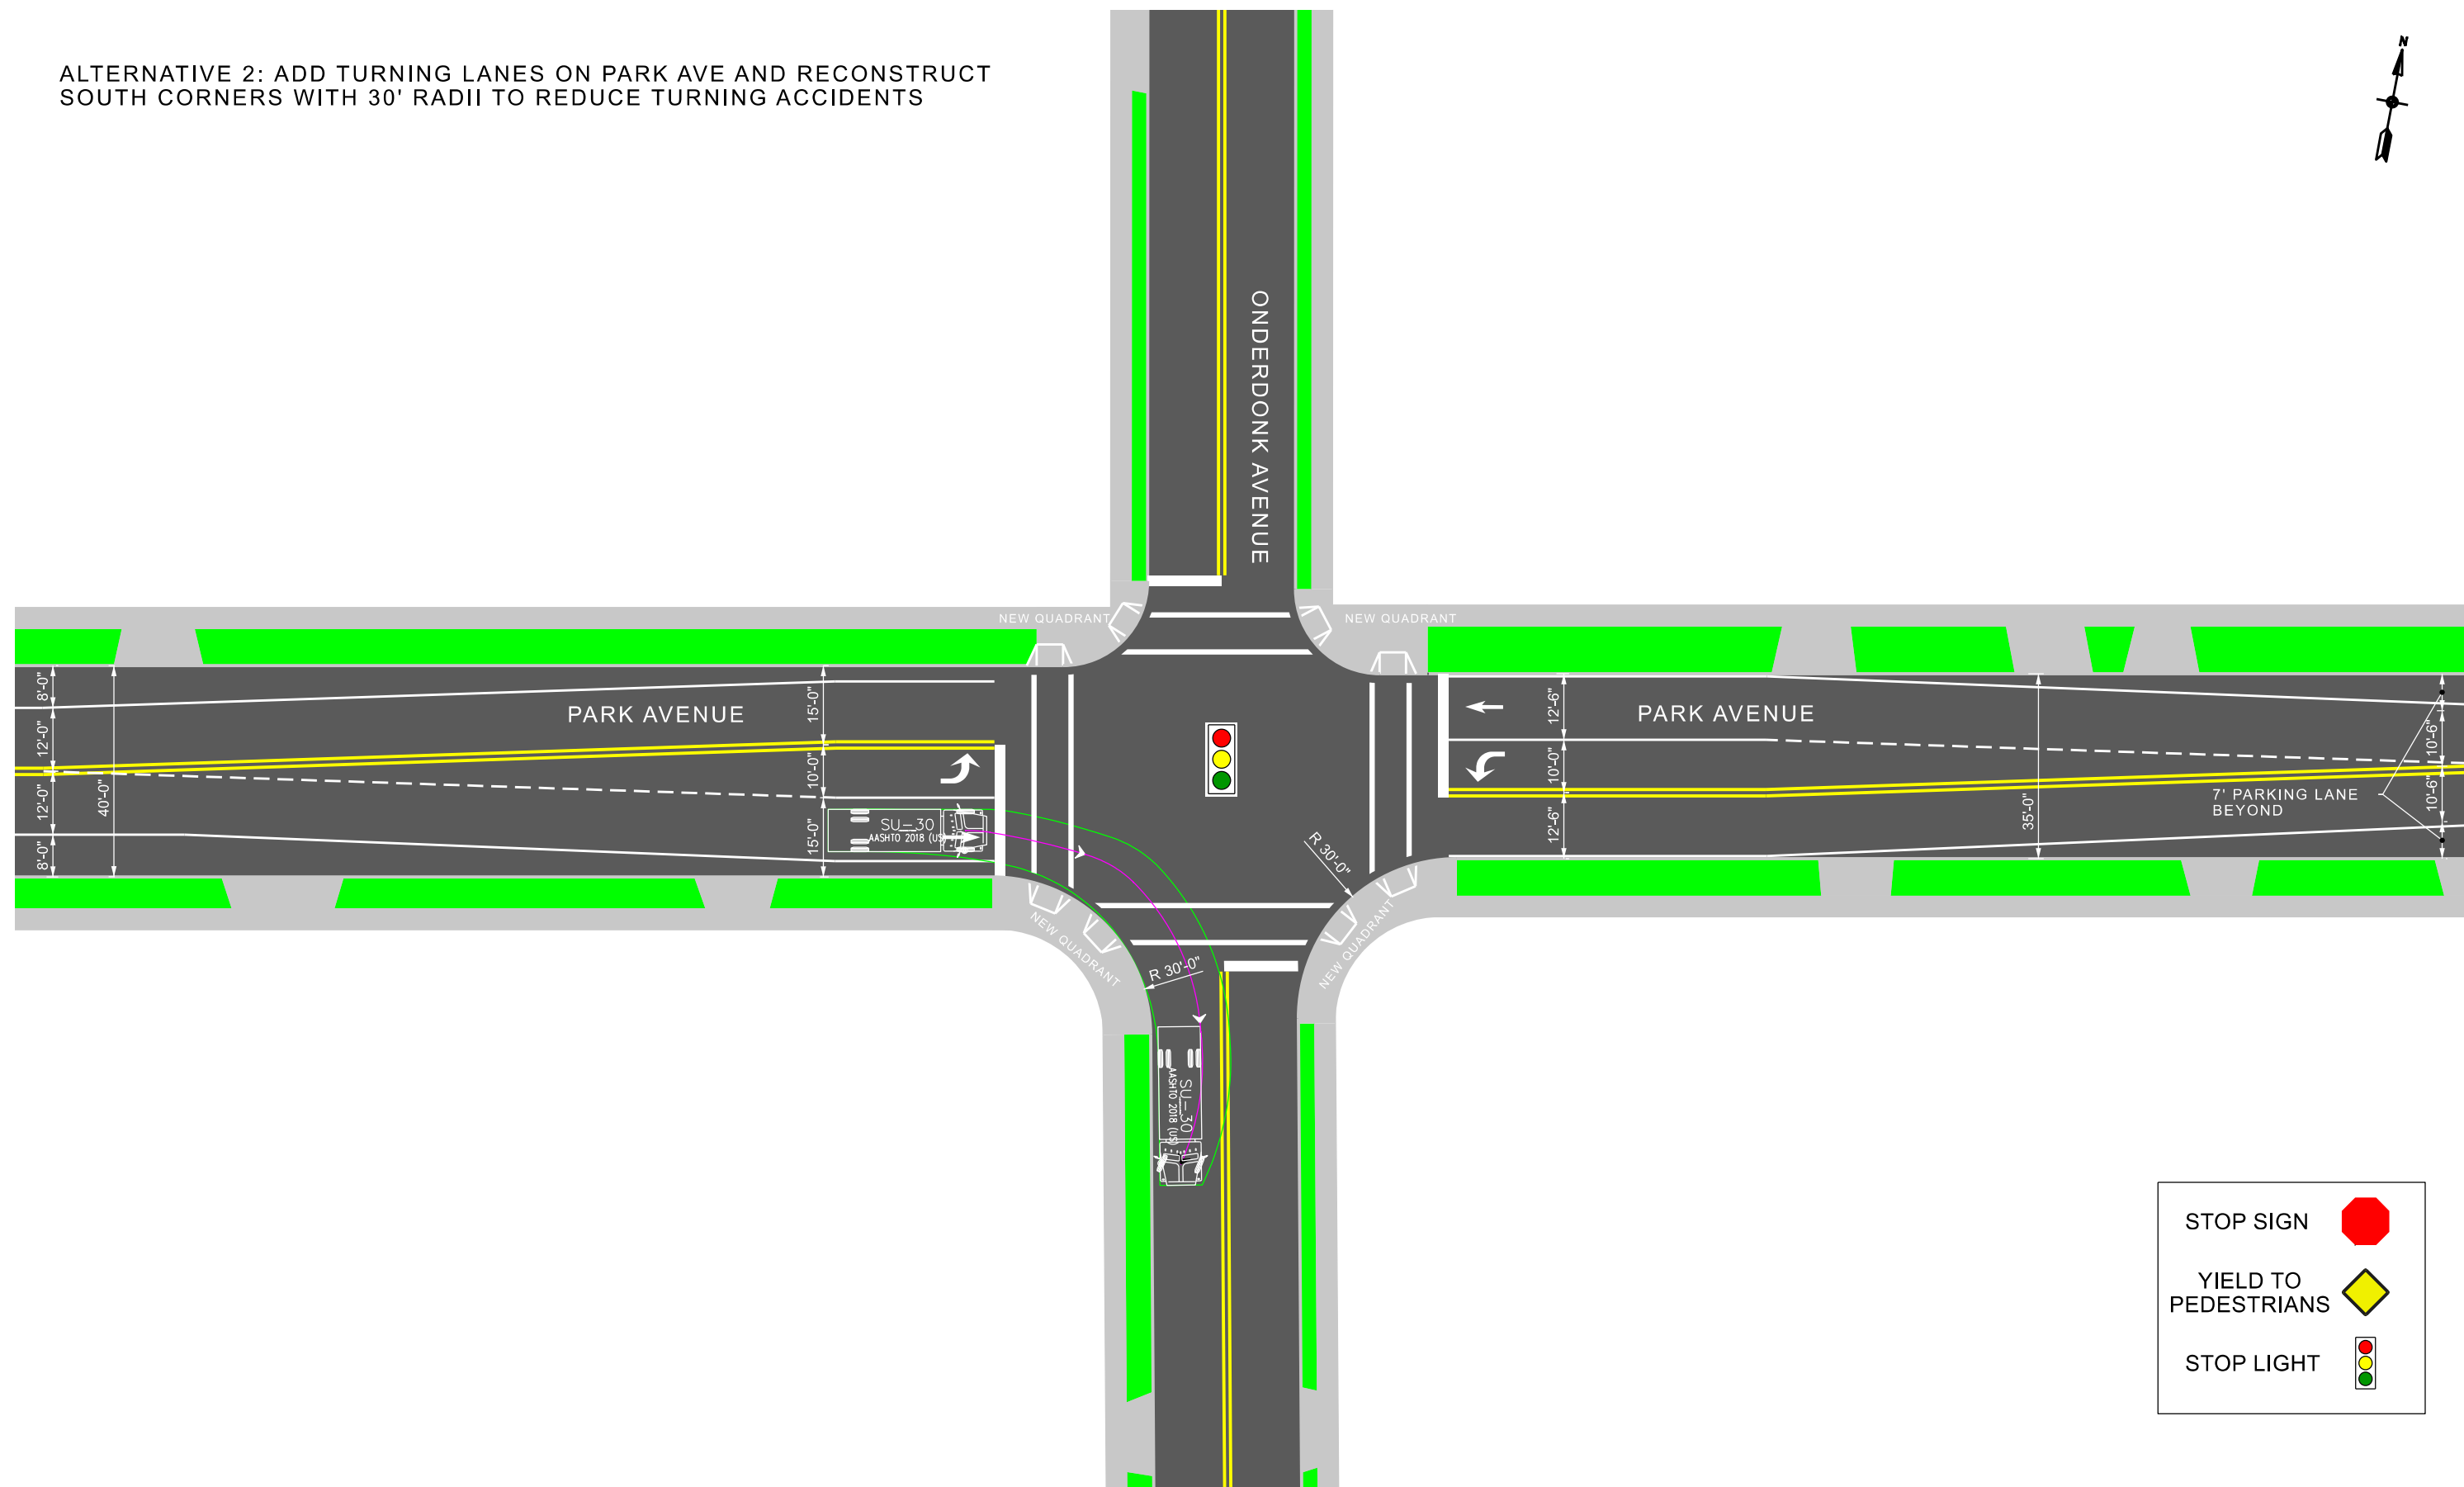 ALTERNATIVE 2: ADD TURNING LANES ON PARK AVE AND RECONSTRUCT
SOUTH CORNERS WITH 30' RADII TO REDUCE TURNING ACCIDENTS
N
ONDERDONK AVENUE
NEW QUADRANT
NEW QUADRANT
8'-0"
12'-0"
12'-0"
8'-0"
40'-0"
PARK AVENUE
15'-0"
10'-0"
15'-0"
SU-30
AASHTO 2018 (US)
PARK AVENUE
12'-6"
10'-0"
12'-6"
35'-0"
10'-6"
10'-6"
7' PARKING LANE
BEYOND
R 30'-0"
NEW QUADRANT
R 30'-0"
NEW QUADRANT
SU-30
AASHTO 2018 (US)
STOP SIGN
YIELD TO
PEDESTRIANS
STOP LIGHT